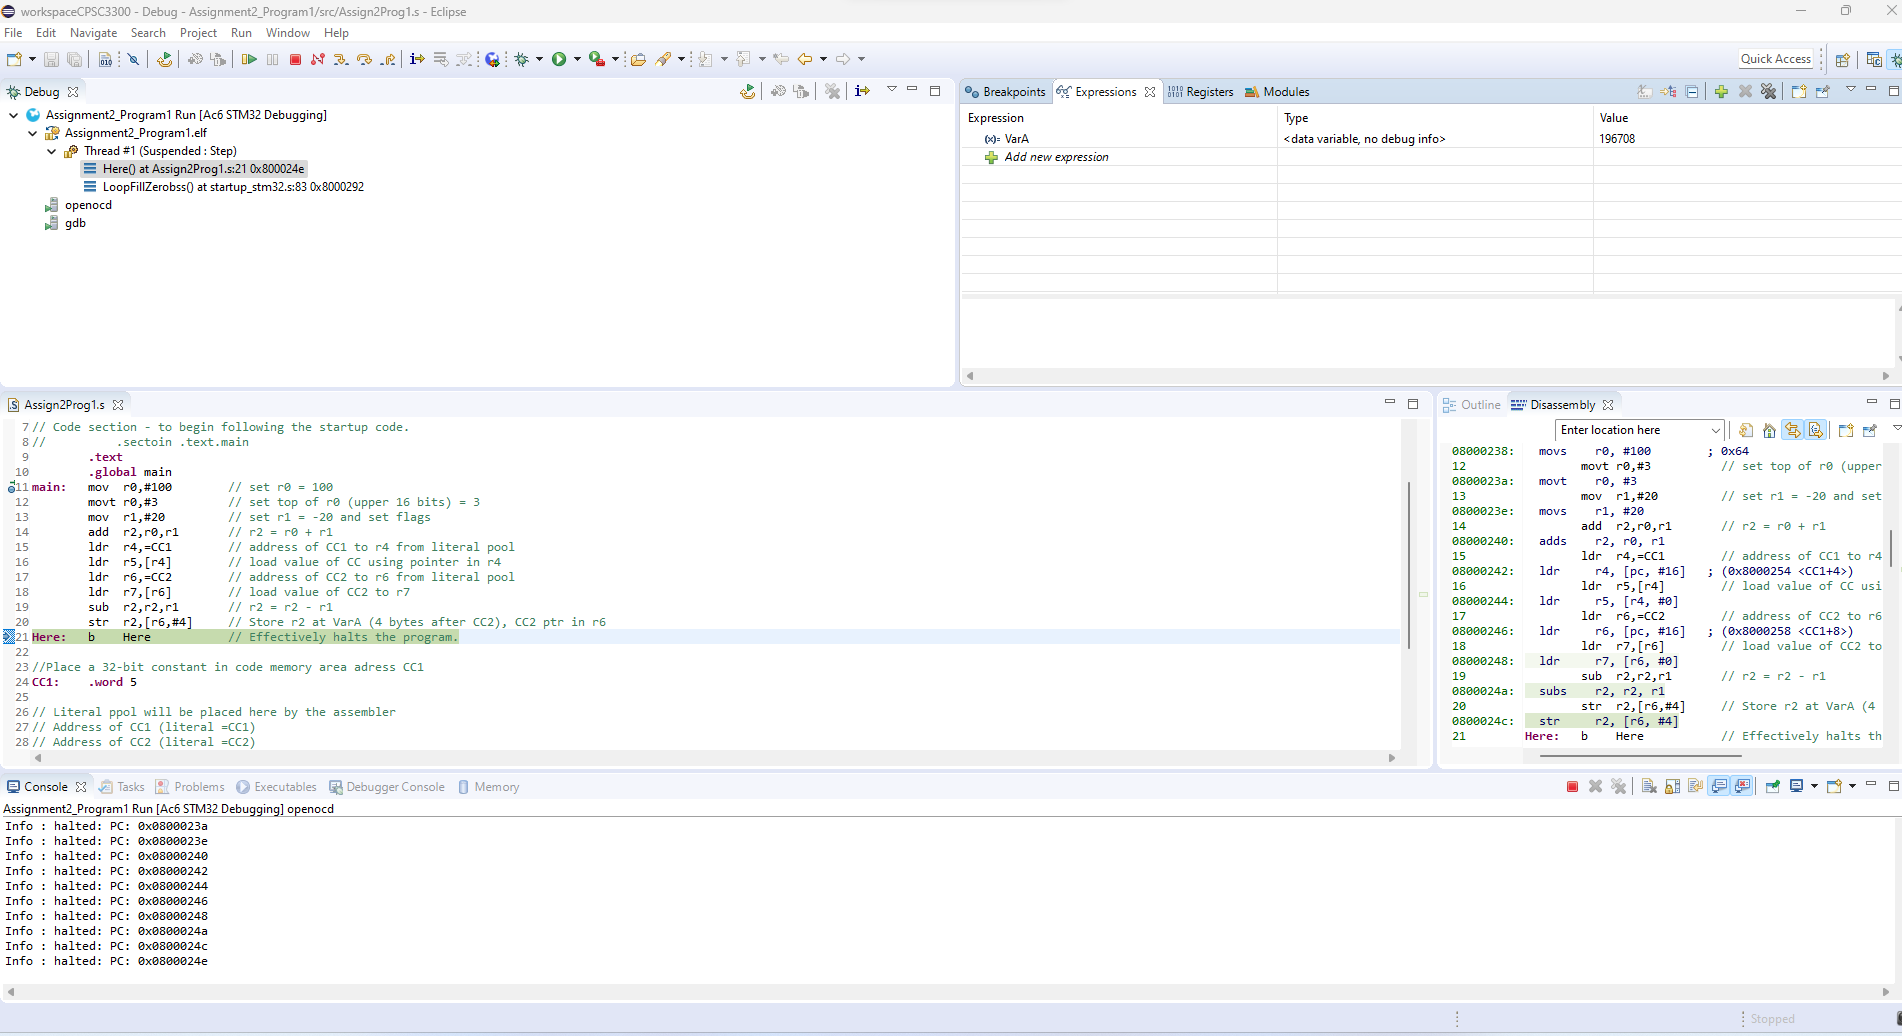 workspaceCPSC3300 - Debug - Assignment2_Program1/src/Assign2Prog1.s - Eclipse
File Edit Navigate Search Project Run Window Help
Quick Access
Debug
Assignment2_Program1 Run [Ac6 STM32 Debugging]
Assignment2_Program1.elf
Thread #1 (Suspended : Step)
Here() at Assign2Prog1.s:21 0x800024e
LoopFillZerobss() at startup_stm32.s:83 0x8000292
openocd
gdb
Breakpoints Expressions Registers Modules
Expression Type Value
(x)= VarA <data variable, no debug info> 196708
Add new expression
Assign2Prog1.s
7 // Code section - to begin following the startup code.
8 // .sectoin .text.main
9 .text
10 .global main
11 main: mov r0,#100 // set r0 = 100
12 movt r0,#3 // set top of r0 (upper 16 bits) = 3
13 mov r1,#20 // set r1 = -20 and set flags
14 add r2,r0,r1 // r2 = r0 + r1
15 ldr r4,=CC1 // address of CC1 to r4 from literal pool
16 ldr r5,[r4] // load value of CC using pointer in r4
17 ldr r6,=CC2 // address of CC2 to r6 from literal pool
18 ldr r7,[r6] // load value of CC2 to r7
19 sub r2,r2,r1 // r2 = r2 - r1
20 str r2,[r6,#4] // Store r2 at VarA (4 bytes after CC2), CC2 ptr in r6
21 Here: b Here // Effectively halts the program.
22
23 //Place a 32-bit constant in code memory area adress CC1
24 CC1: .word 5
25
26 // Literal ppol will be placed here by the assembler
27 // Address of CC1 (literal =CC1)
28 // Address of CC2 (literal =CC2)
Outline Disassembly
Enter location here
08000238: movs r0, #100 ; 0x64
12 movt r0,#3 // set top of r0 (upper
0800023a: movt r0, #3
13 mov r1,#20 // set r1 = -20 and set
0800023e: movs r1, #20
14 add r2,r0,r1 // r2 = r0 + r1
08000240: adds r2, r0, r1
15 ldr r4,=CC1 // address of CC1 to r4
08000242: ldr r4, [pc, #16] ; (0x8000254 <CC1+4>)
16 ldr r5,[r4] // load value of CC usi
08000244: ldr r5, [r4, #0]
17 ldr r6,=CC2 // address of CC2 to r6
08000246: ldr r6, [pc, #16] ; (0x8000258 <CC1+8>)
18 ldr r7,[r6] // load value of CC2 to
08000248: ldr r7, [r6, #0]
19 sub r2,r2,r1 // r2 = r2 - r1
0800024a: subs r2, r2, r1
20 str r2,[r6,#4] // Store r2 at VarA (4
0800024c: str r2, [r6, #4]
21 Here: b Here // Effectively halts th
Console Tasks Problems Executables Debugger Console Memory
Assignment2_Program1 Run [Ac6 STM32 Debugging] openocd
Info : halted: PC: 0x0800023a
Info : halted: PC: 0x0800023e
Info : halted: PC: 0x08000240
Info : halted: PC: 0x08000242
Info : halted: PC: 0x08000244
Info : halted: PC: 0x08000246
Info : halted: PC: 0x08000248
Info : halted: PC: 0x0800024a
Info : halted: PC: 0x0800024c
Info : halted: PC: 0x0800024e
Stopped